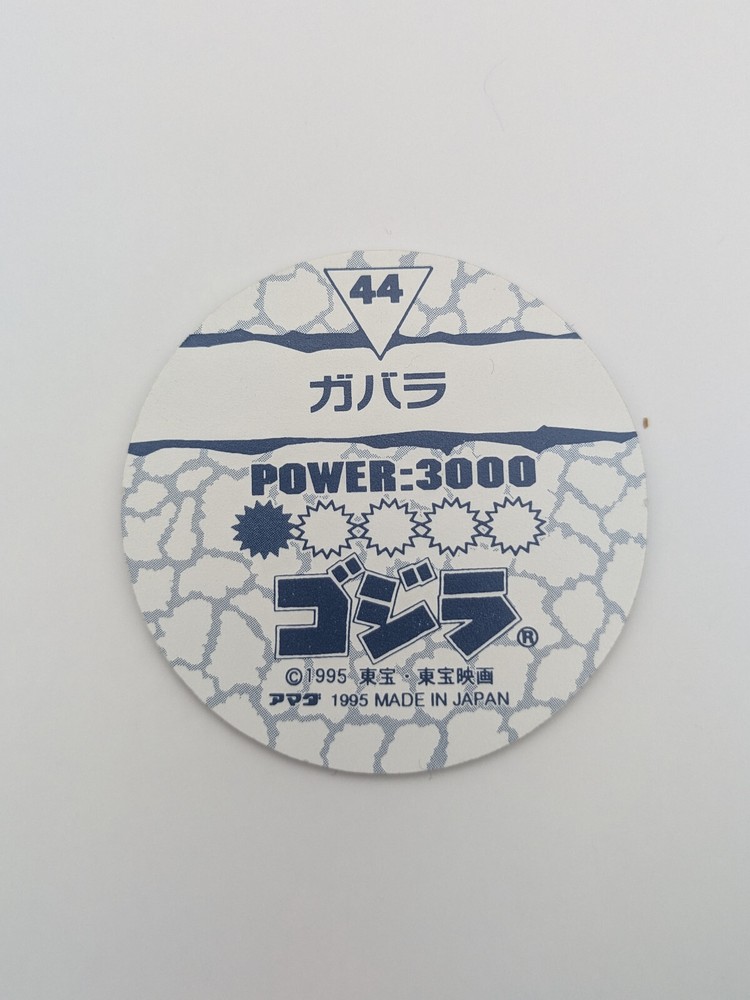 44
ガバラ
POWER:3000
ゴジラ®
©1995 東宝・東宝映画
アマダ 1995 MADE IN JAPAN